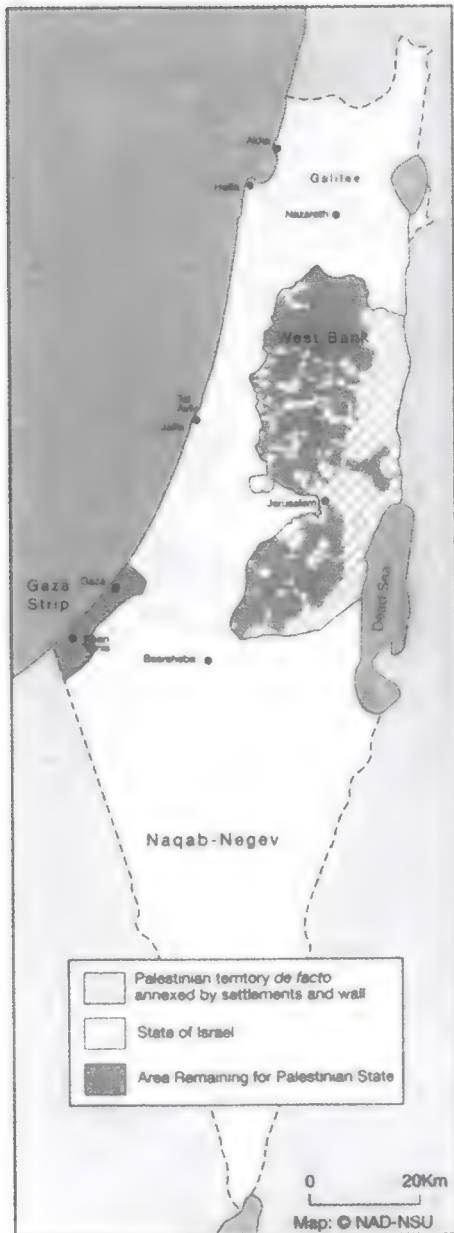 Akko
Haifa
Galilee
Nazareth
West Bank
Tel
Aviv
Jaffa
Jerusalem
Gaza
Strip
Gaza
Khan
Yunis
Dead Sea
Beersheba
Naqab-Negev
Palestinian territory de facto
annexed by settlements and wall
State of Israel
Area Remaining for Palestinian State
0 20Km
Map: © NAD-NSU